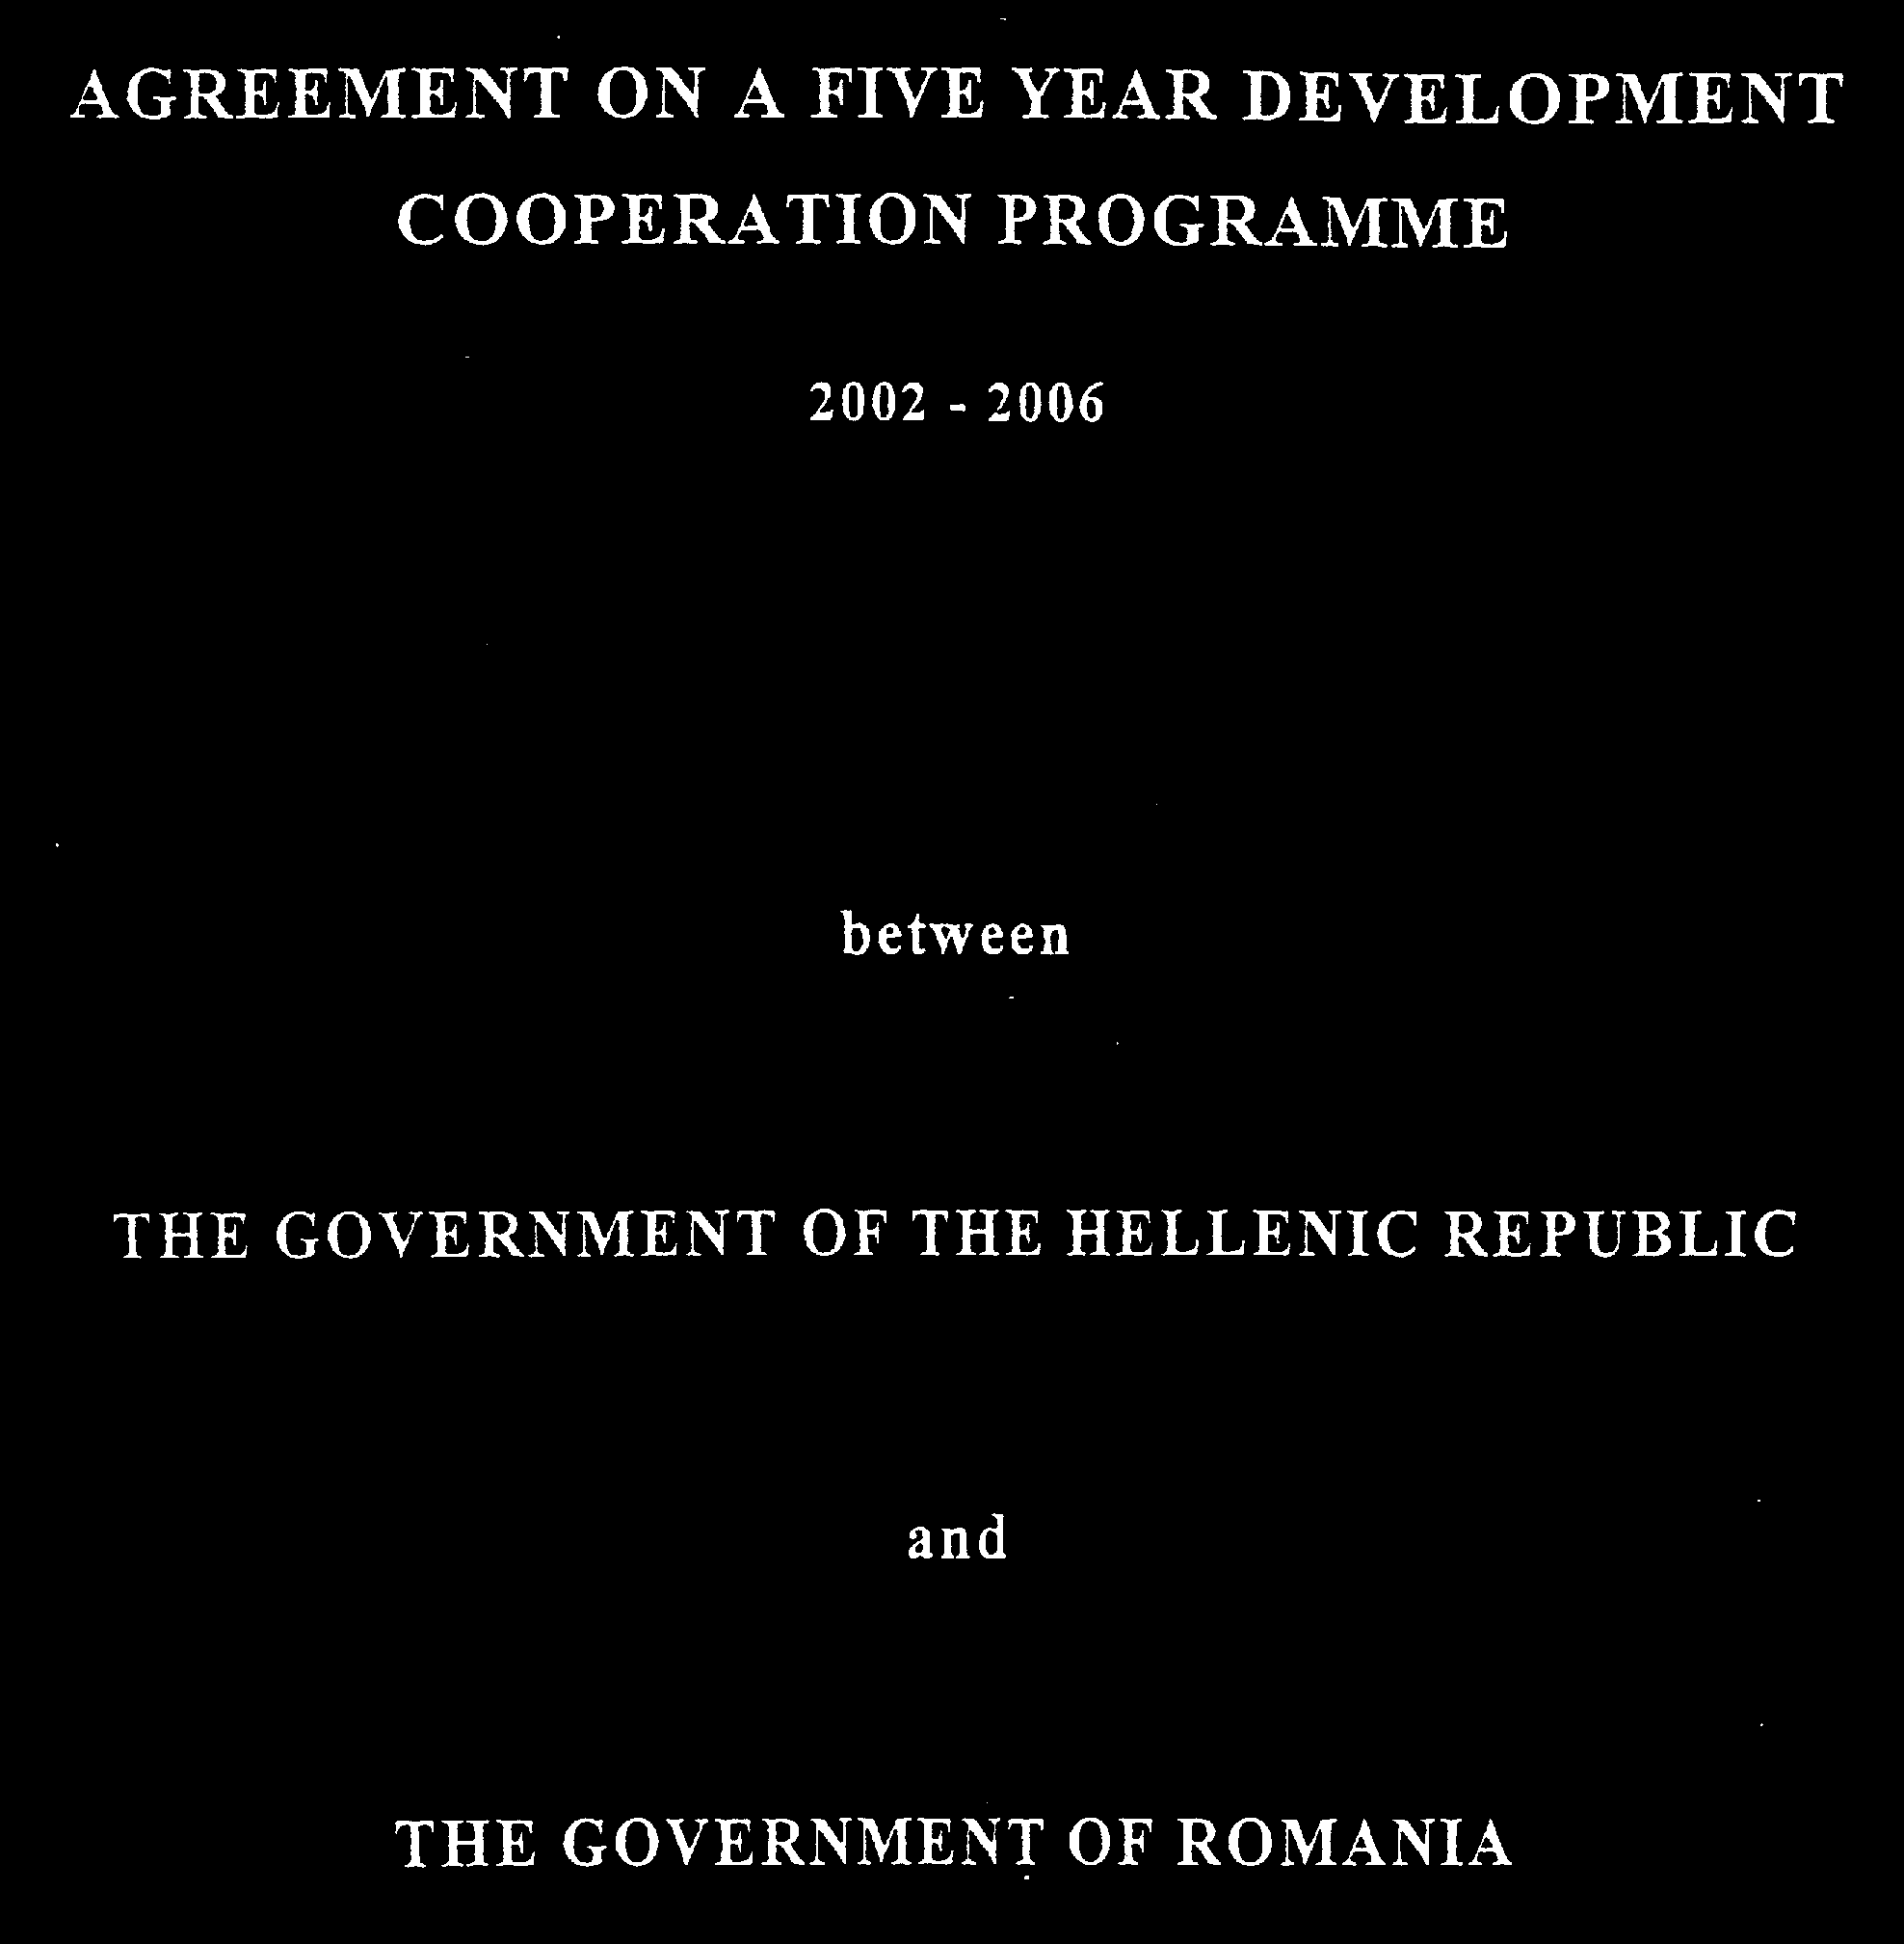 AGREEMENT ON A FIVE YEAR DEVELOPMENT
COOPERATION PROGRAMME
2002 - 2006
between
THE GOVERNMENT OF THE HELLENIC REPUBLIC
and
THE GOVERNMENT OF ROMANIA